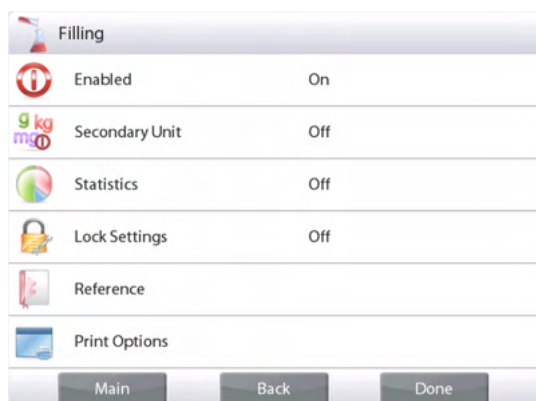 Filling
Enabled On
g kg
mg
Secondary Unit Off
Statistics Off
Lock Settings Off
Reference
Print Options
Main Back Done